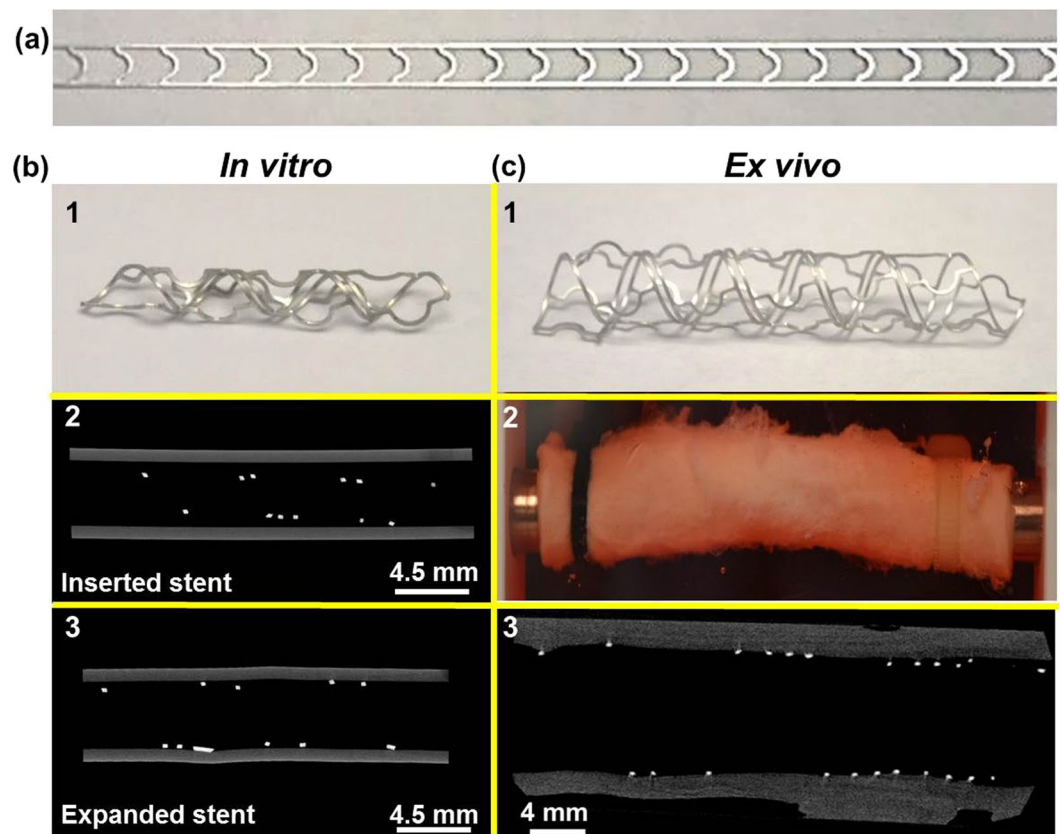 (a)
(b) In vitro (c) Ex vivo
1 1
2 2
Inserted stent 4.5 mm
3 3
Expanded stent 4.5 mm 4 mm